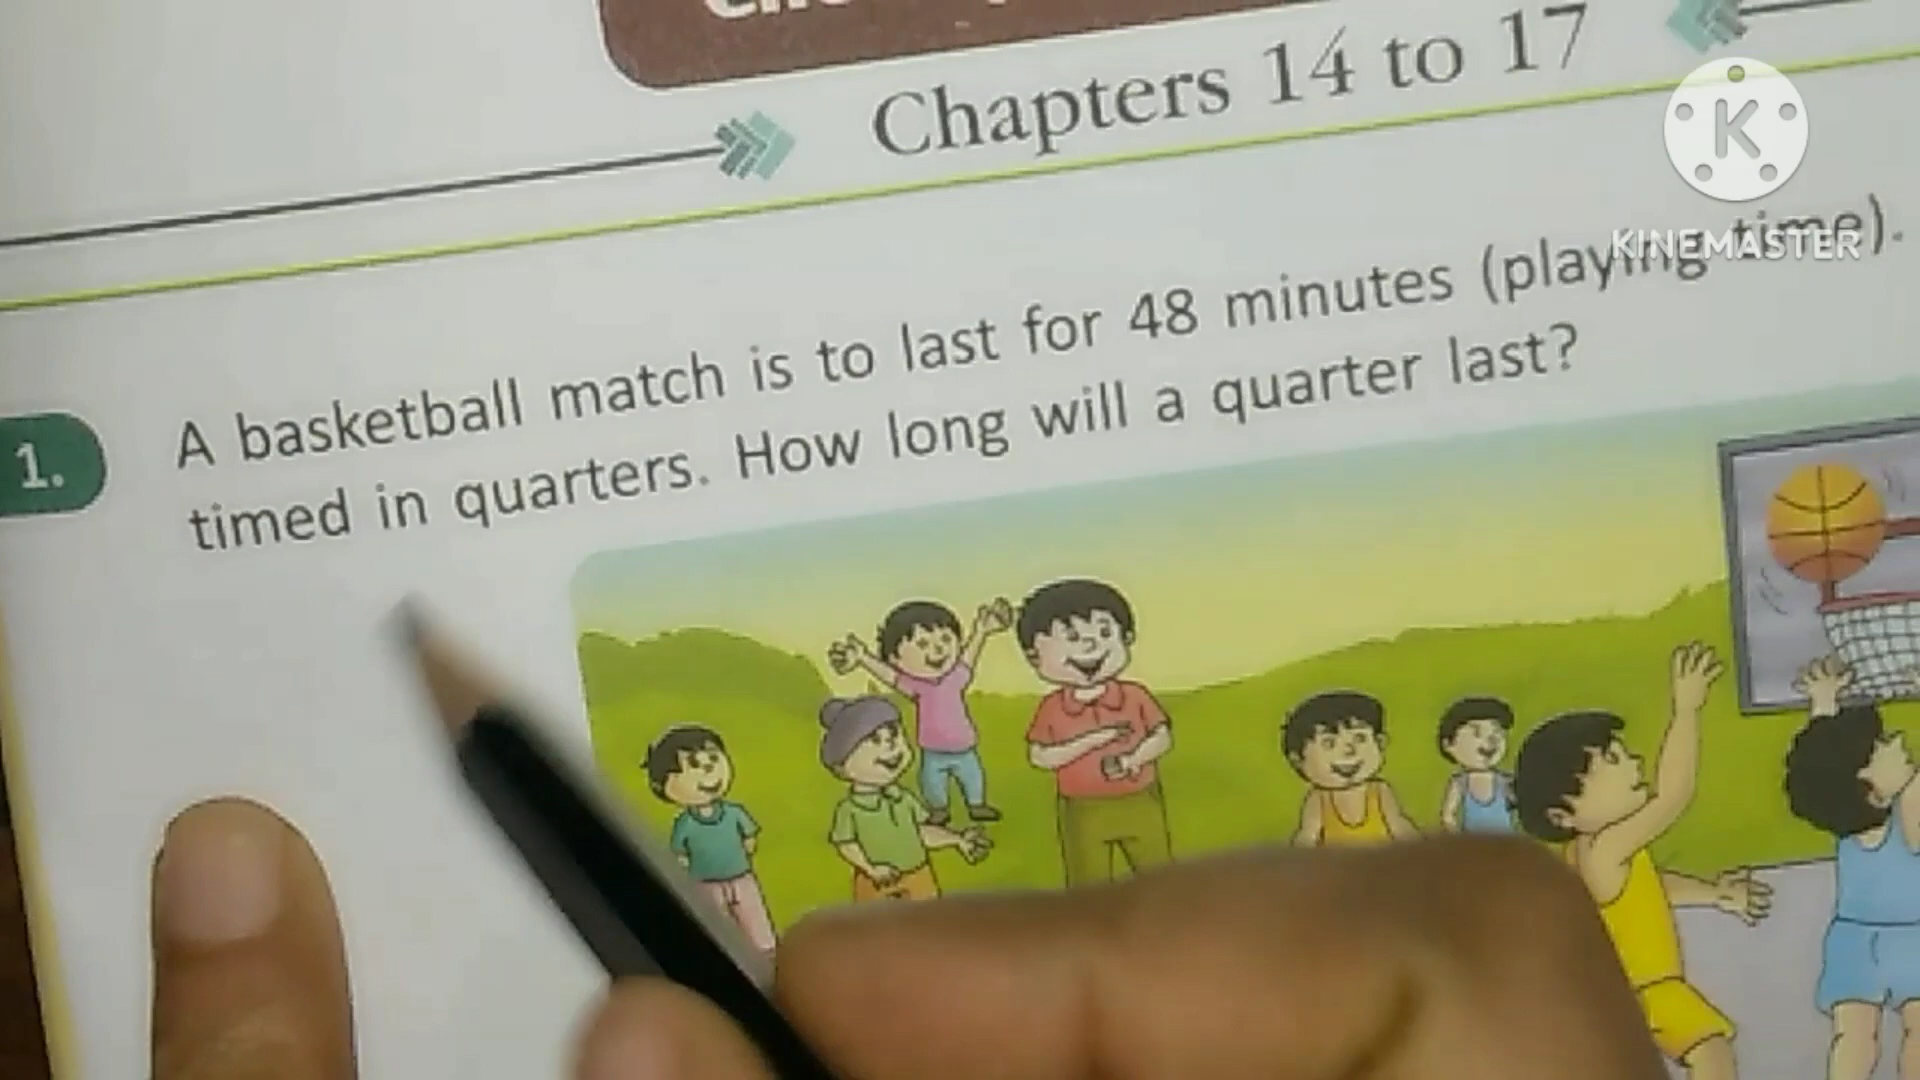 Chapters 14 to 17
K
KINEMASTER
1. A basketball match is to last for 48 minutes (playing time).
timed in quarters. How long will a quarter last?